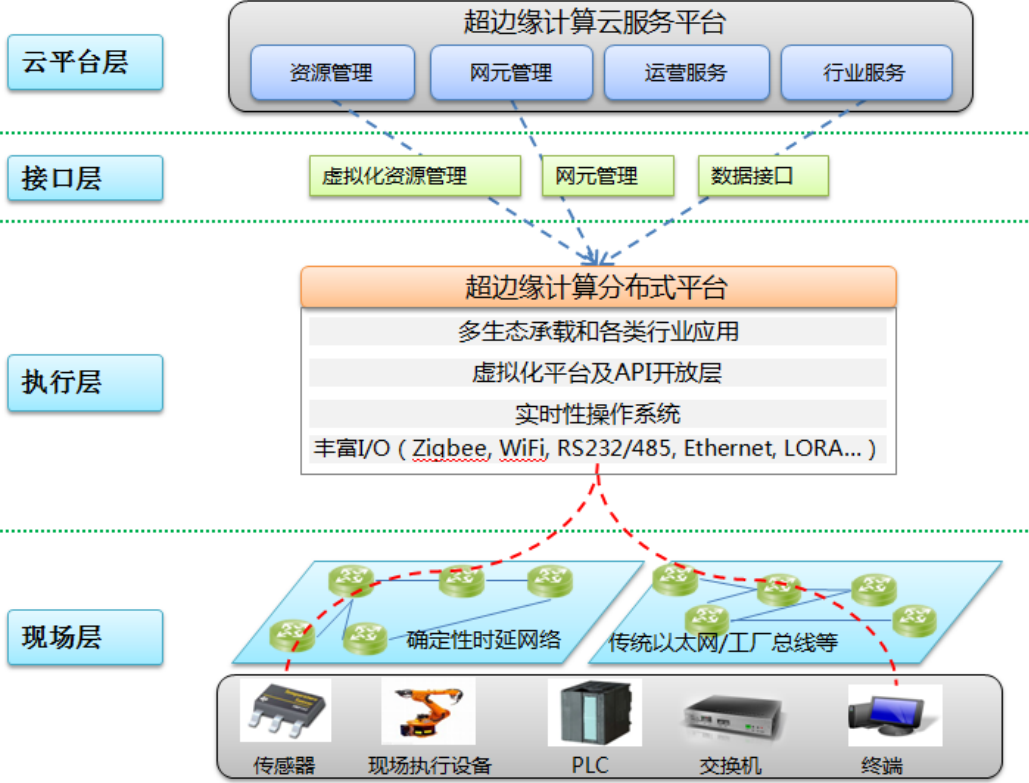 超边缘计算云服务平台
云平台层
资源管理
网元管理
运营服务
行业服务
接口层
虚拟化资源管理
网元管理
数据接口
超边缘计算分布式平台
多生态承载和各类行业应用
执行层
虚拟化平台及API开放层
实时性操作系统
丰富I/O（Zigbee, WiFi, RS232/485, Ethernet, LORA...）
现场层
确定性时延网络
传统以太网/工厂总线等
传感器
现场执行设备
PLC
交换机
终端